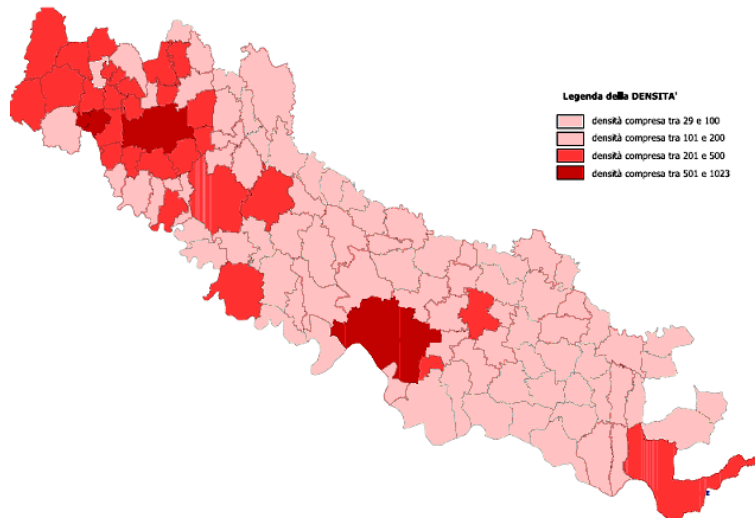 Legenda della DENSITA'
densità compresa tra 29 e 100
densità compresa tra 101 e 200
densità compresa tra 201 e 500
densità compresa tra 501 e 1023